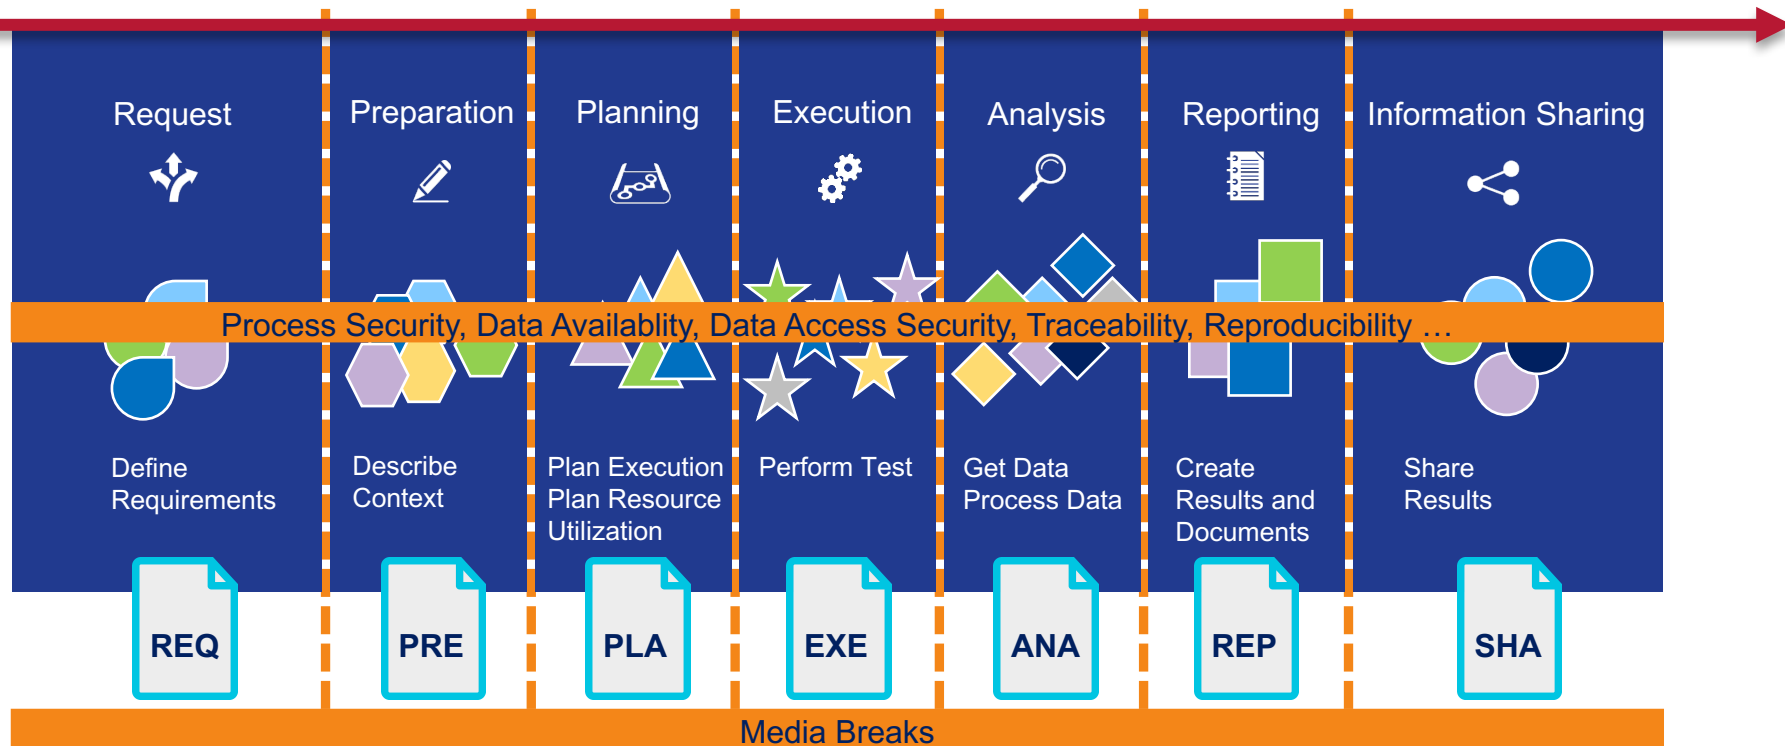 Request
Preparation
Planning
Execution
Analysis
Reporting
Information Sharing
Process Security, Data Availablity, Data Access Security, Traceability, Reproducibility ...
Define
Requirements
Describe
Context
Plan Execution
Plan Resource
Utilization
Perform Test
Get Data
Process Data
Create
Results and
Documents
Share
Results
REQ
PRE
PLA
EXE
ANA
REP
SHA
Media Breaks